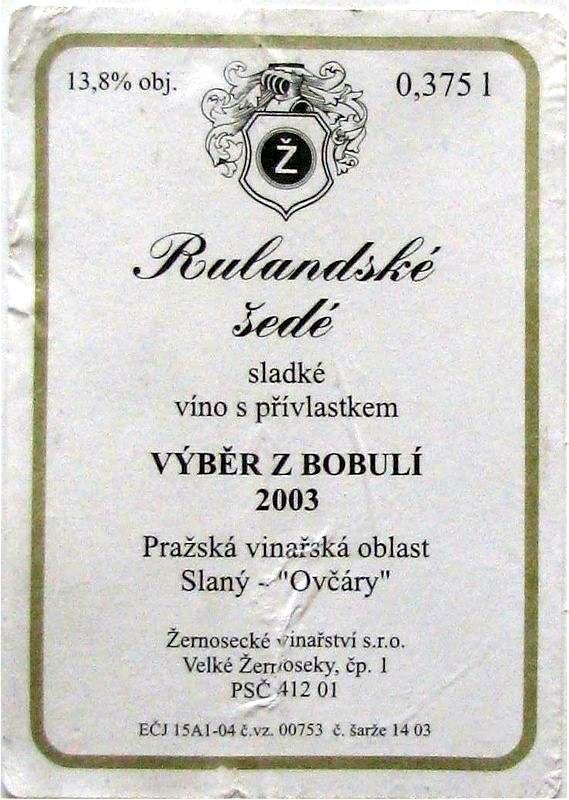 13,8% obj.
0,375 l
Ž
Rulandské
šedé
sladké
víno s přívlastkem
VÝBĚR Z BOBULÍ
2003
Pražská vinařská oblast
Slaný - "Ovčáry"
Žernosecké vinařství s.r.o.
Velké Žernoseky, čp. 1
PSČ 412 01
EČJ 15A1-04 č.vz. 00753 č. šarže 14 03